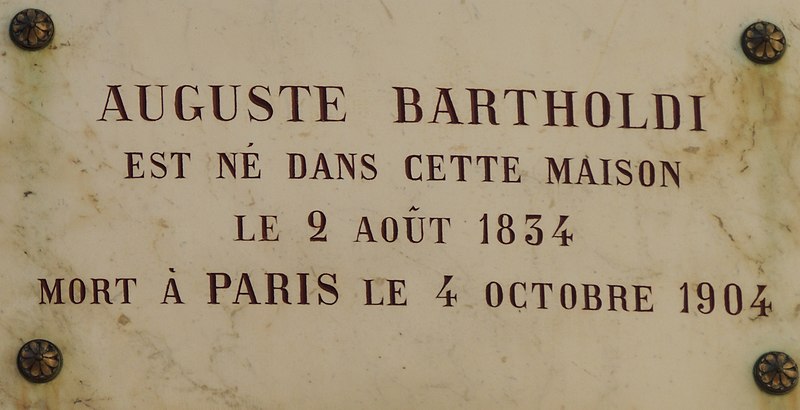 AUGUSTE BARTHOLDI
EST NÉ DANS CETTE MAISON
LE 2 AOÛT 1834
MORT À PARIS LE 4 OCTOBRE 1904